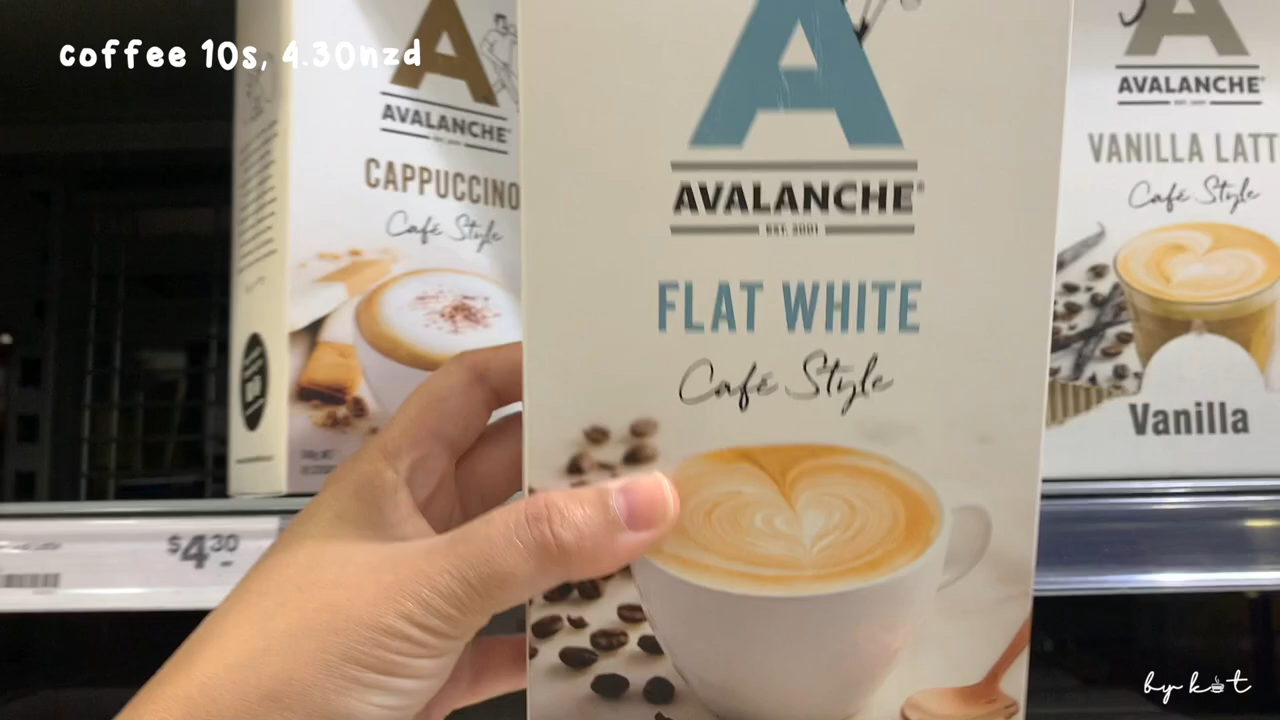 coffee 10s, 4.30nzd
AVALANCHE
CAPPUCCINO
Café Style
$4.30
AVALANCHE
EST. 2001
FLAT WHITE
Café Style
AVALANCHE
VANILLA LATT
Café Style
Vanilla
by kat